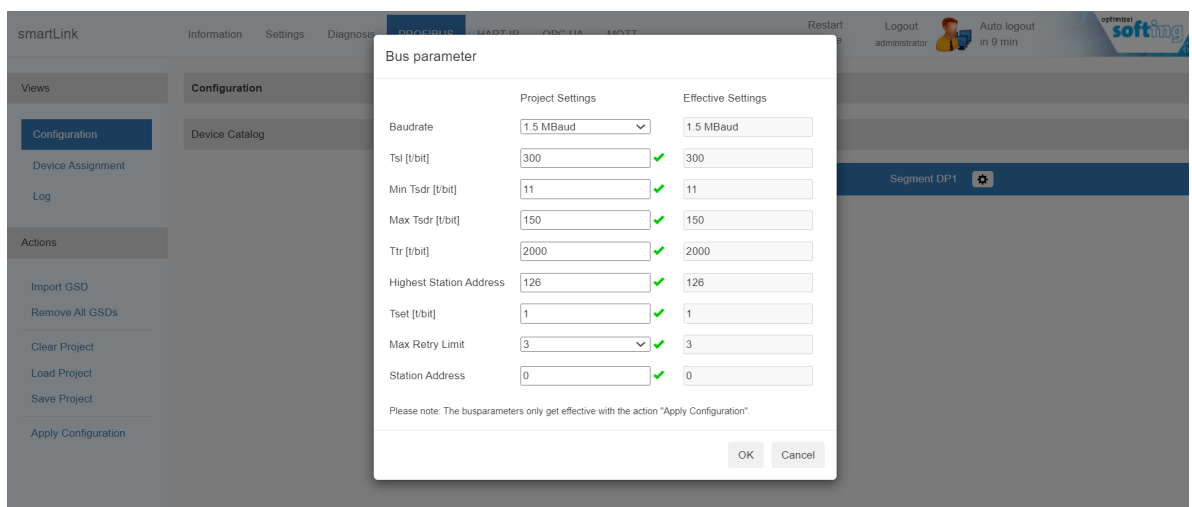 smartLink
Information Settings Diagnosis PROFIBUS HART IP OPC UA MQTT
Restart
Logout
administrator
Auto logout
in 9 min
optimize!
softing
Views
Configuration
Device Assignment
Log
Actions
Import GSD
Remove All GSDs
Clear Project
Load Project
Save Project
Apply Configuration
Configuration
Device Catalog
Segment DP1
Bus parameter
Project Settings Effective Settings
Baudrate 1.5 MBaud 1.5 MBaud
Tsl [t/bit] 300 300
Min Tsdr [t/bit] 11 11
Max Tsdr [t/bit] 150 150
Ttr [t/bit] 2000 2000
Highest Station Address 126 126
Tset [t/bit] 1 1
Max Retry Limit 3 3
Station Address 0 0
Please note: The busparameters only get effective with the action "Apply Configuration".
OK Cancel